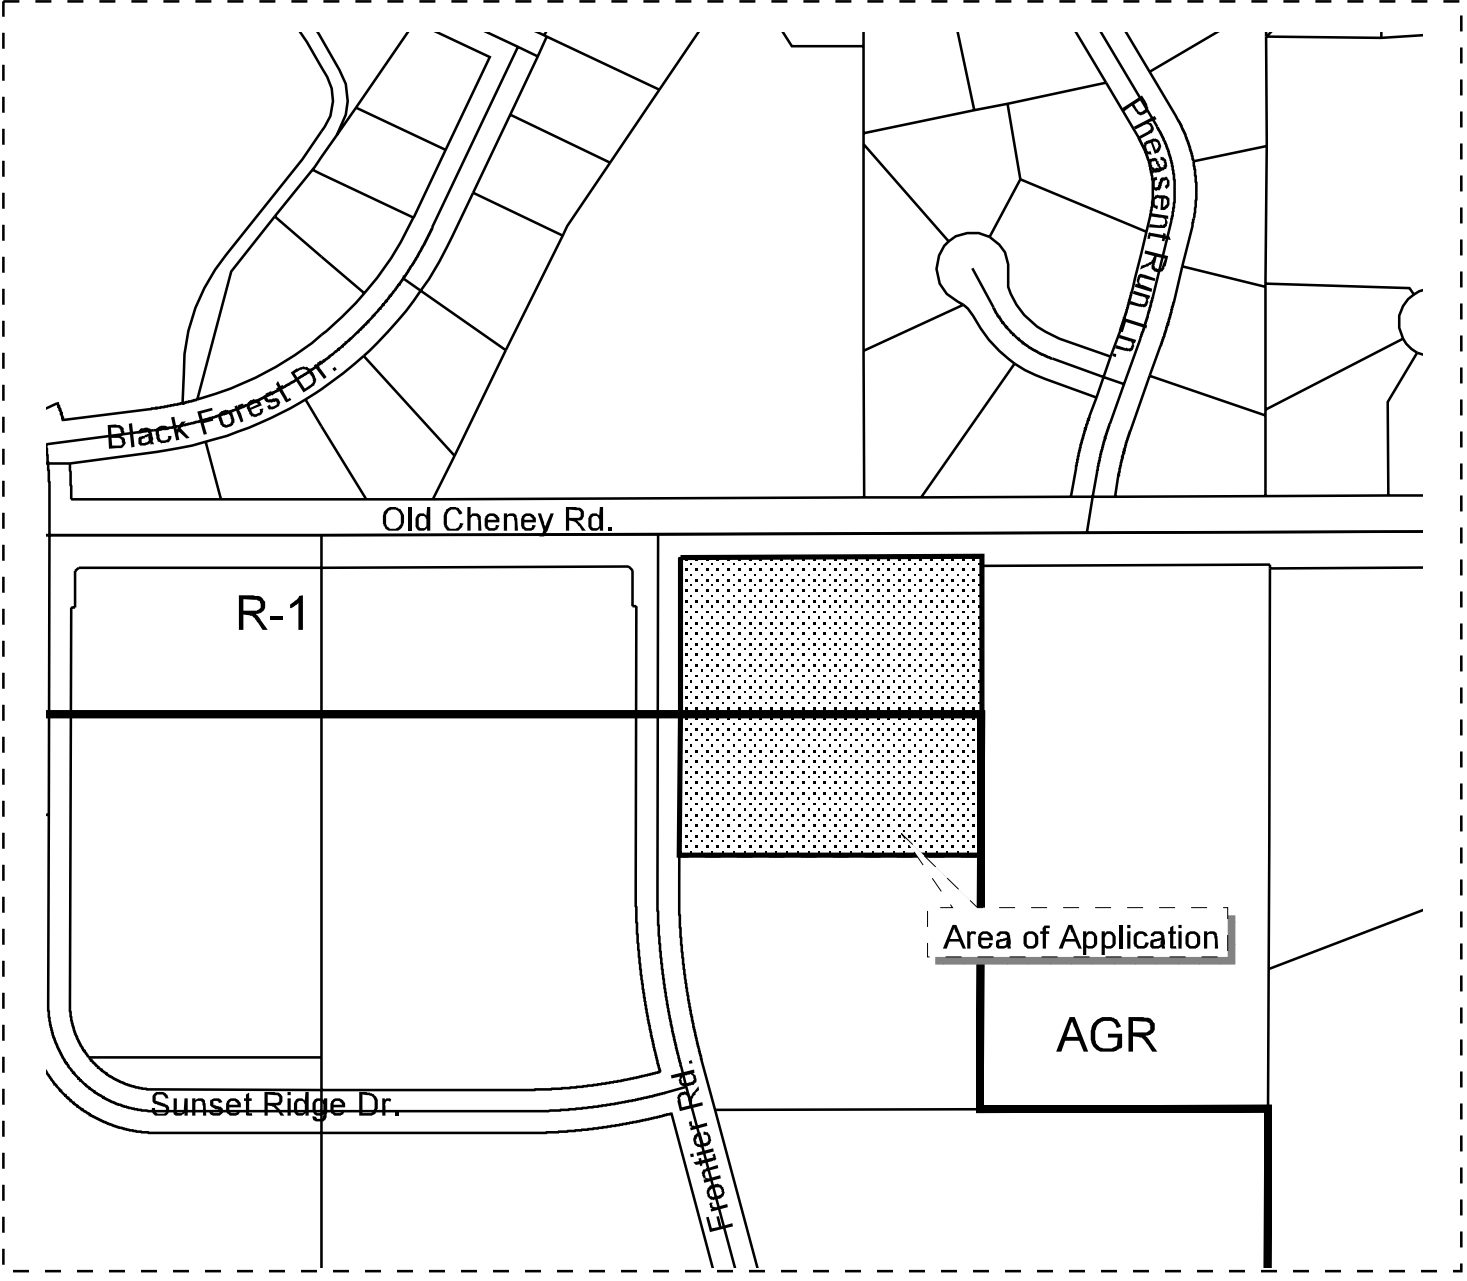 Pheasent Run Ln.
Black Forest Dr.
Old Cheney Rd.
R-1
Area of Application
AGR
Sunset Ridge Dr.
Frontier Rd.